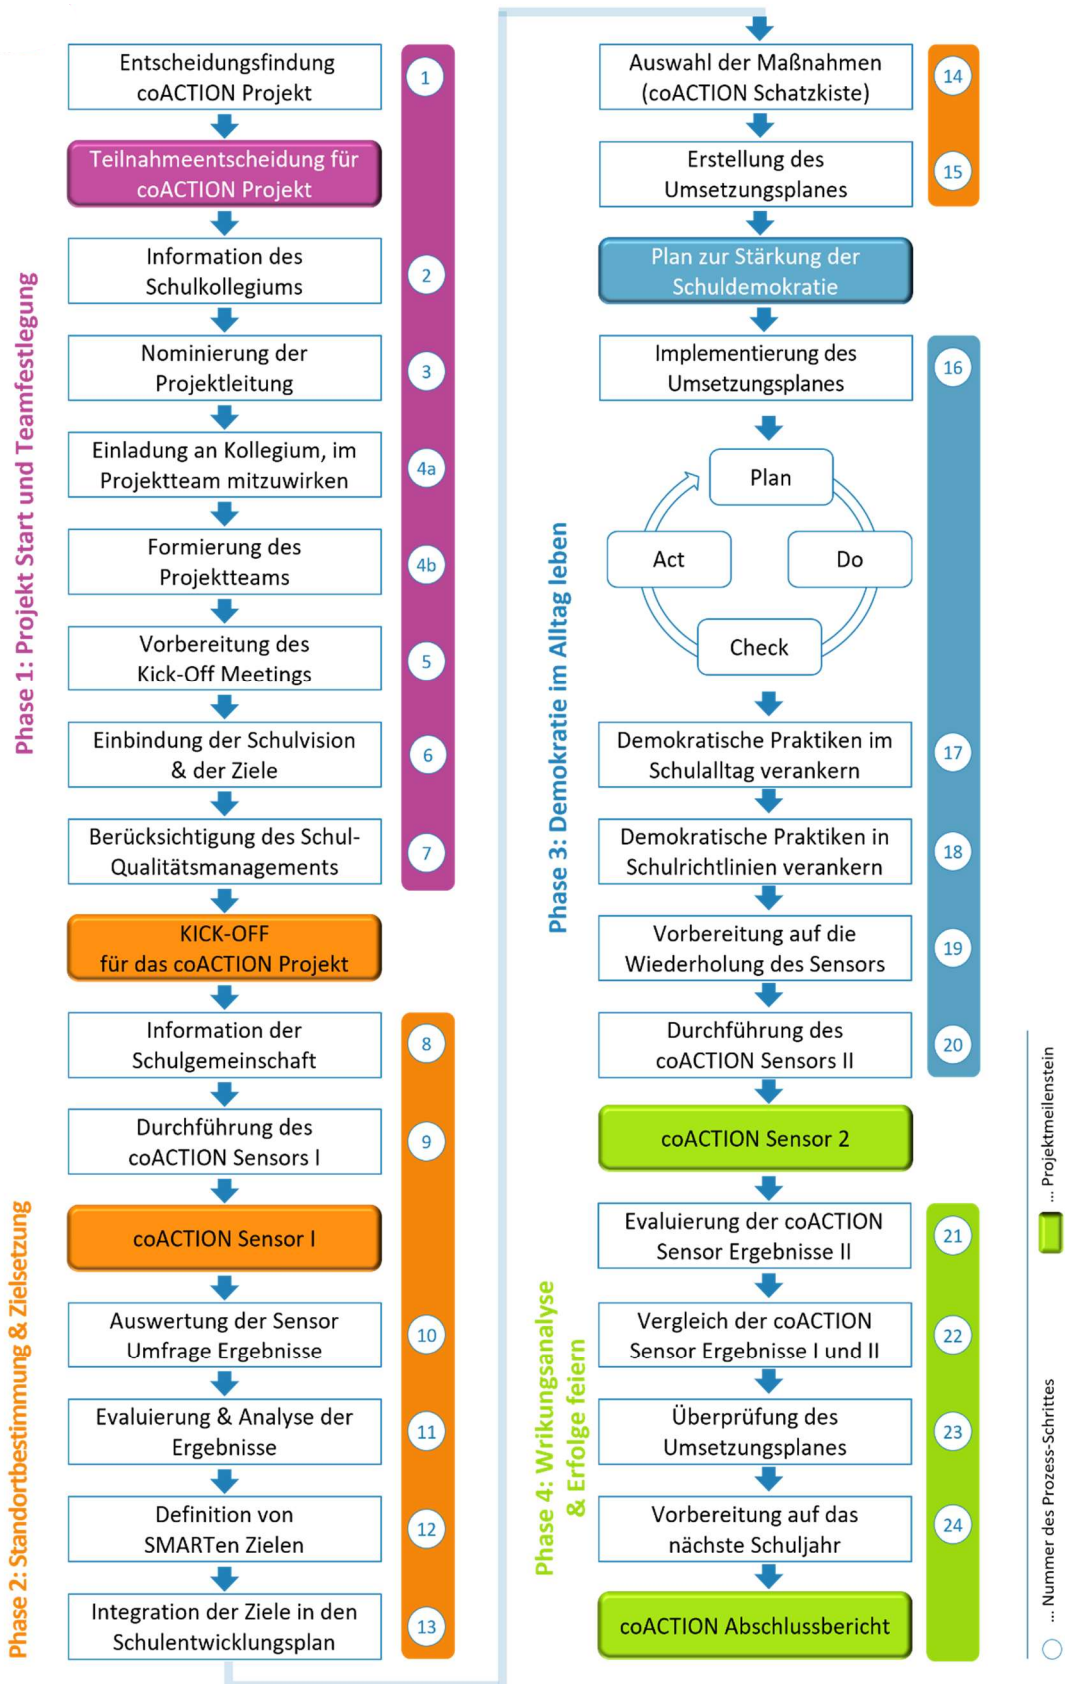 Entscheidungsfindung
coACTION Projekt
1
Teilnahmeentscheidung für
coACTION Projekt
Information des
Schulkollegiums
2
Nominierung der
Projektleitung
3
Einladung an Kollegium, im
Projektteam mitzuwirken
4a
Formierung des
Projektteams
4b
Vorbereitung des
Kick-Off Meetings
5
Einbindung der Schulvision
& der Ziele
6
Berücksichtigung des Schul-
Qualitätsmanagements
7
Phase 1: Projekt Start und Teamfestlegung
KICK-OFF
für das coACTION Projekt
Information der
Schulgemeinschaft
8
Durchführung des
coACTION Sensors I
9
coACTION Sensor I
Auswertung der Sensor
Umfrage Ergebnisse
10
Evaluierung & Analyse der
Ergebnisse
11
Definition von
SMARTen Zielen
12
Integration der Ziele in den
Schulentwicklungsplan
13
Phase 2: Standortbestimmung & Zielsetzung
Auswahl der Maßnahmen
(coACTION Schatzkiste)
14
Erstellung des
Umsetzungsplanes
15
Plan zur Stärkung der
Schuldemokratie
Implementierung des
Umsetzungsplanes
16
Plan
Act
Do
Check
Demokratische Praktiken im
Schulalltag verankern
17
Demokratische Praktiken in
Schulrichtlinien verankern
18
Vorbereitung auf die
Wiederholung des Sensors
19
Durchführung des
coACTION Sensors II
20
Phase 3: Demokratie im Alltag leben
coACTION Sensor 2
Evaluierung der coACTION
Sensor Ergebnisse II
21
Vergleich der coACTION
Sensor Ergebnisse I und II
22
Überprüfung des
Umsetzungsplanes
23
Vorbereitung auf das
nächste Schuljahr
24
coACTION Abschlussbericht
Phase 4: Wrikungsanalyse
& Erfolge feiern
... Nummer des Prozess-Schrittes
... Projektmeilenstein